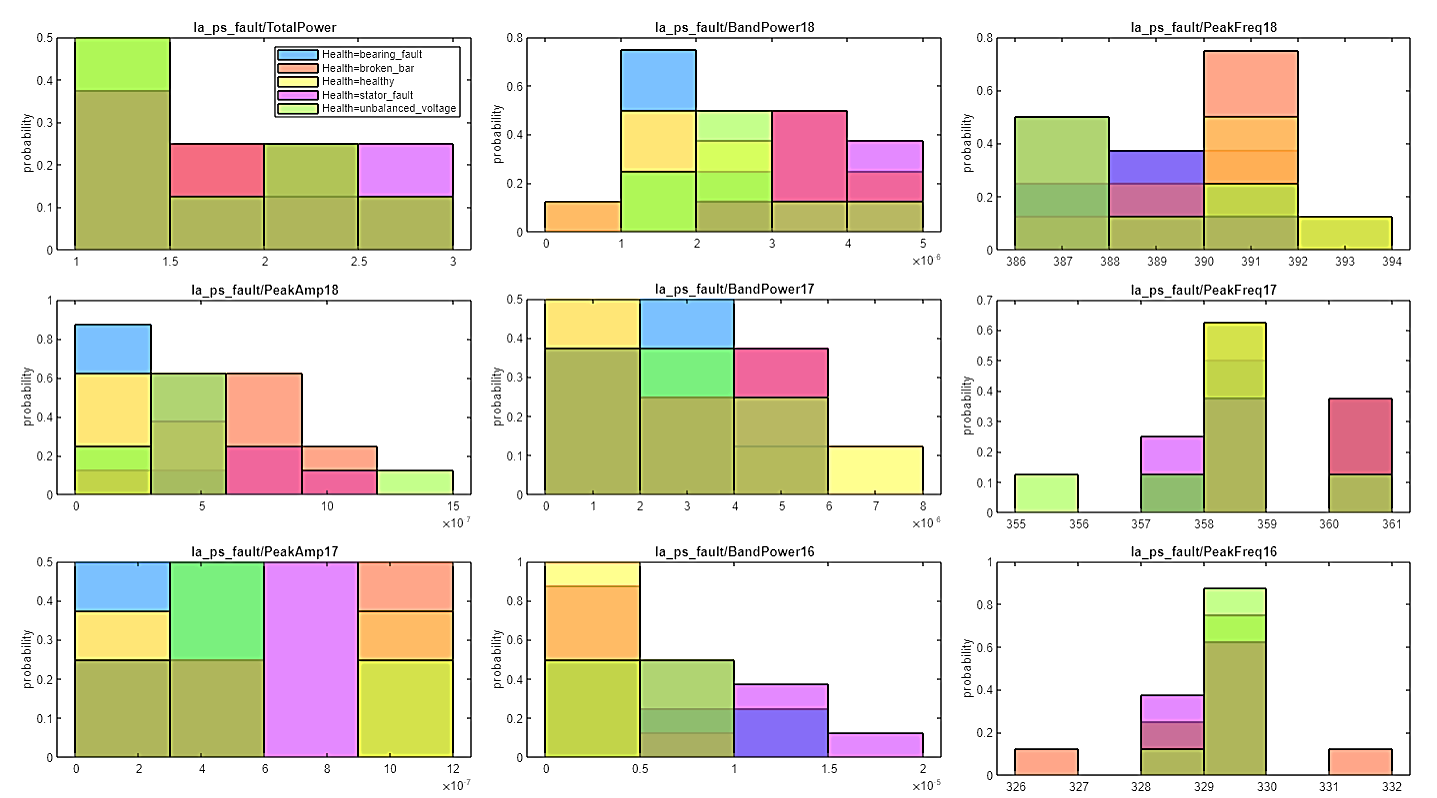 Ia_ps_fault/TotalPower
probability
0.5
0.4
0.3
0.2
0.1
0
1 1.5 2 2.5 3
Health=bearing_fault
Health=broken_bar
Health=healthy
Health=stator_fault
Health=unbalanced_voltage
Ia_ps_fault/BandPower18
probability
0.8
0.6
0.4
0.2
0
0 1 2 3 4 5
×10⁶
Ia_ps_fault/PeakFreq18
probability
0.8
0.6
0.4
0.2
0
386 387 388 389 390 391 392 393 394
Ia_ps_fault/PeakAmp18
probability
1
0.8
0.6
0.4
0.2
0
0 5 10 15
×10⁷
Ia_ps_fault/BandPower17
probability
0.5
0.4
0.3
0.2
0.1
0
0 1 2 3 4 5 6 7 8
×10⁶
Ia_ps_fault/PeakFreq17
probability
0.7
0.6
0.5
0.4
0.3
0.2
0.1
0
355 356 357 358 359 360 361
Ia_ps_fault/PeakAmp17
probability
0.5
0.4
0.3
0.2
0.1
0
0 2 4 6 8 10 12
×10⁻⁷
Ia_ps_fault/BandPower16
probability
1
0.8
0.6
0.4
0.2
0
0 0.5 1 1.5 2
×10⁻⁵
Ia_ps_fault/PeakFreq16
probability
1
0.8
0.6
0.4
0.2
0
326 327 328 329 330 331 332